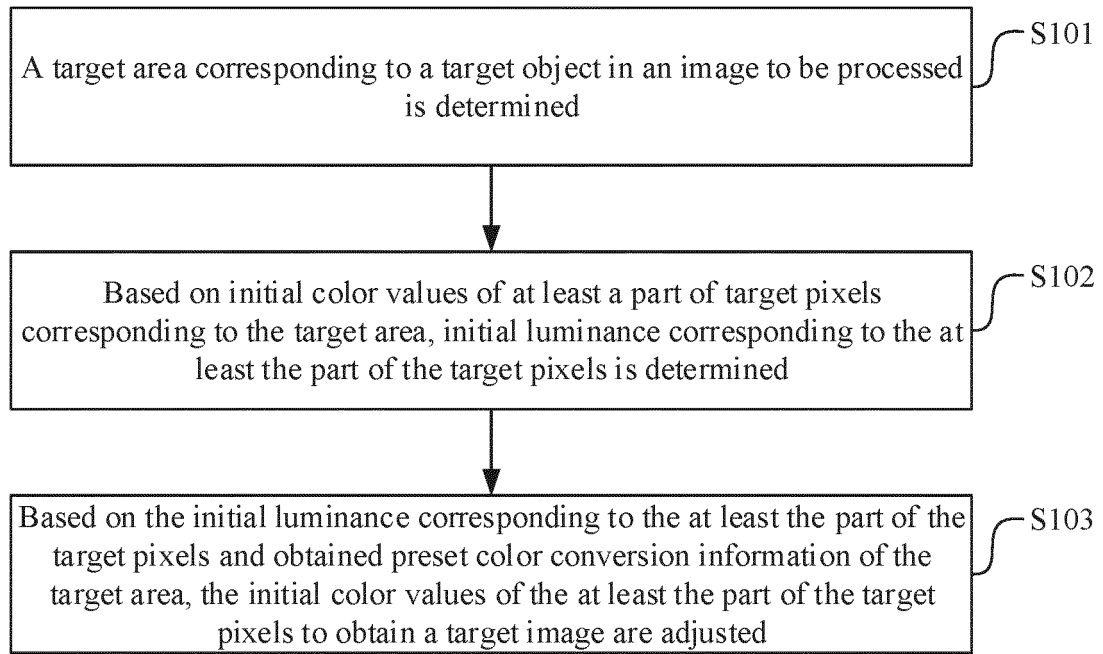 A target area corresponding to a target object in an image to be processed
is determined
S101
Based on initial color values of at least a part of target pixels
corresponding to the target area, initial luminance corresponding to the at
least the part of the target pixels is determined
S102
Based on the initial luminance corresponding to the at least the part of the
target pixels and obtained preset color conversion information of the
target area, the initial color values of the at least the part of the target
pixels to obtain a target image are adjusted
S103